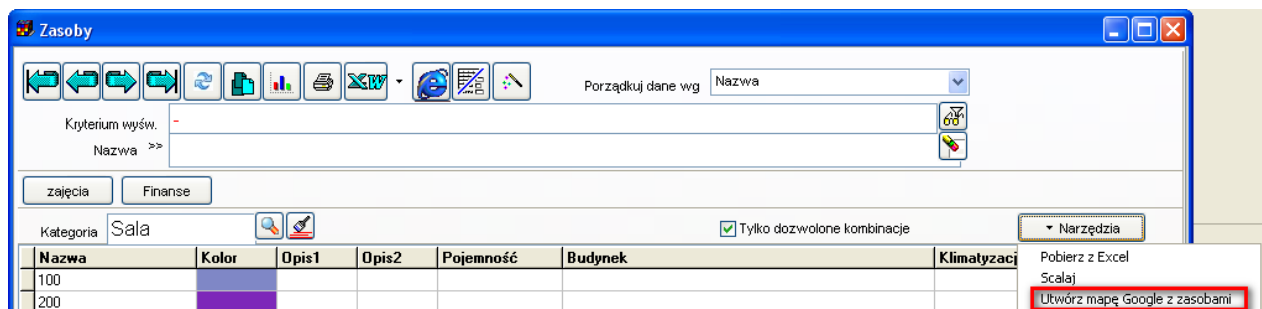 Zasoby
XW
Porządkuj dane wg Nazwa
Kryterium wyśw. -
Nazwa >>
zajęcia Finanse
Kategoria Sala Tylko dozwolone kombinacje Narzędzia
Nazwa Kolor Opis1 Opis2 Pojemność Budynek Klimatyzacj
Pobierz z Excel
100
Scalaj
200
Utwórz mapę Google z zasobami